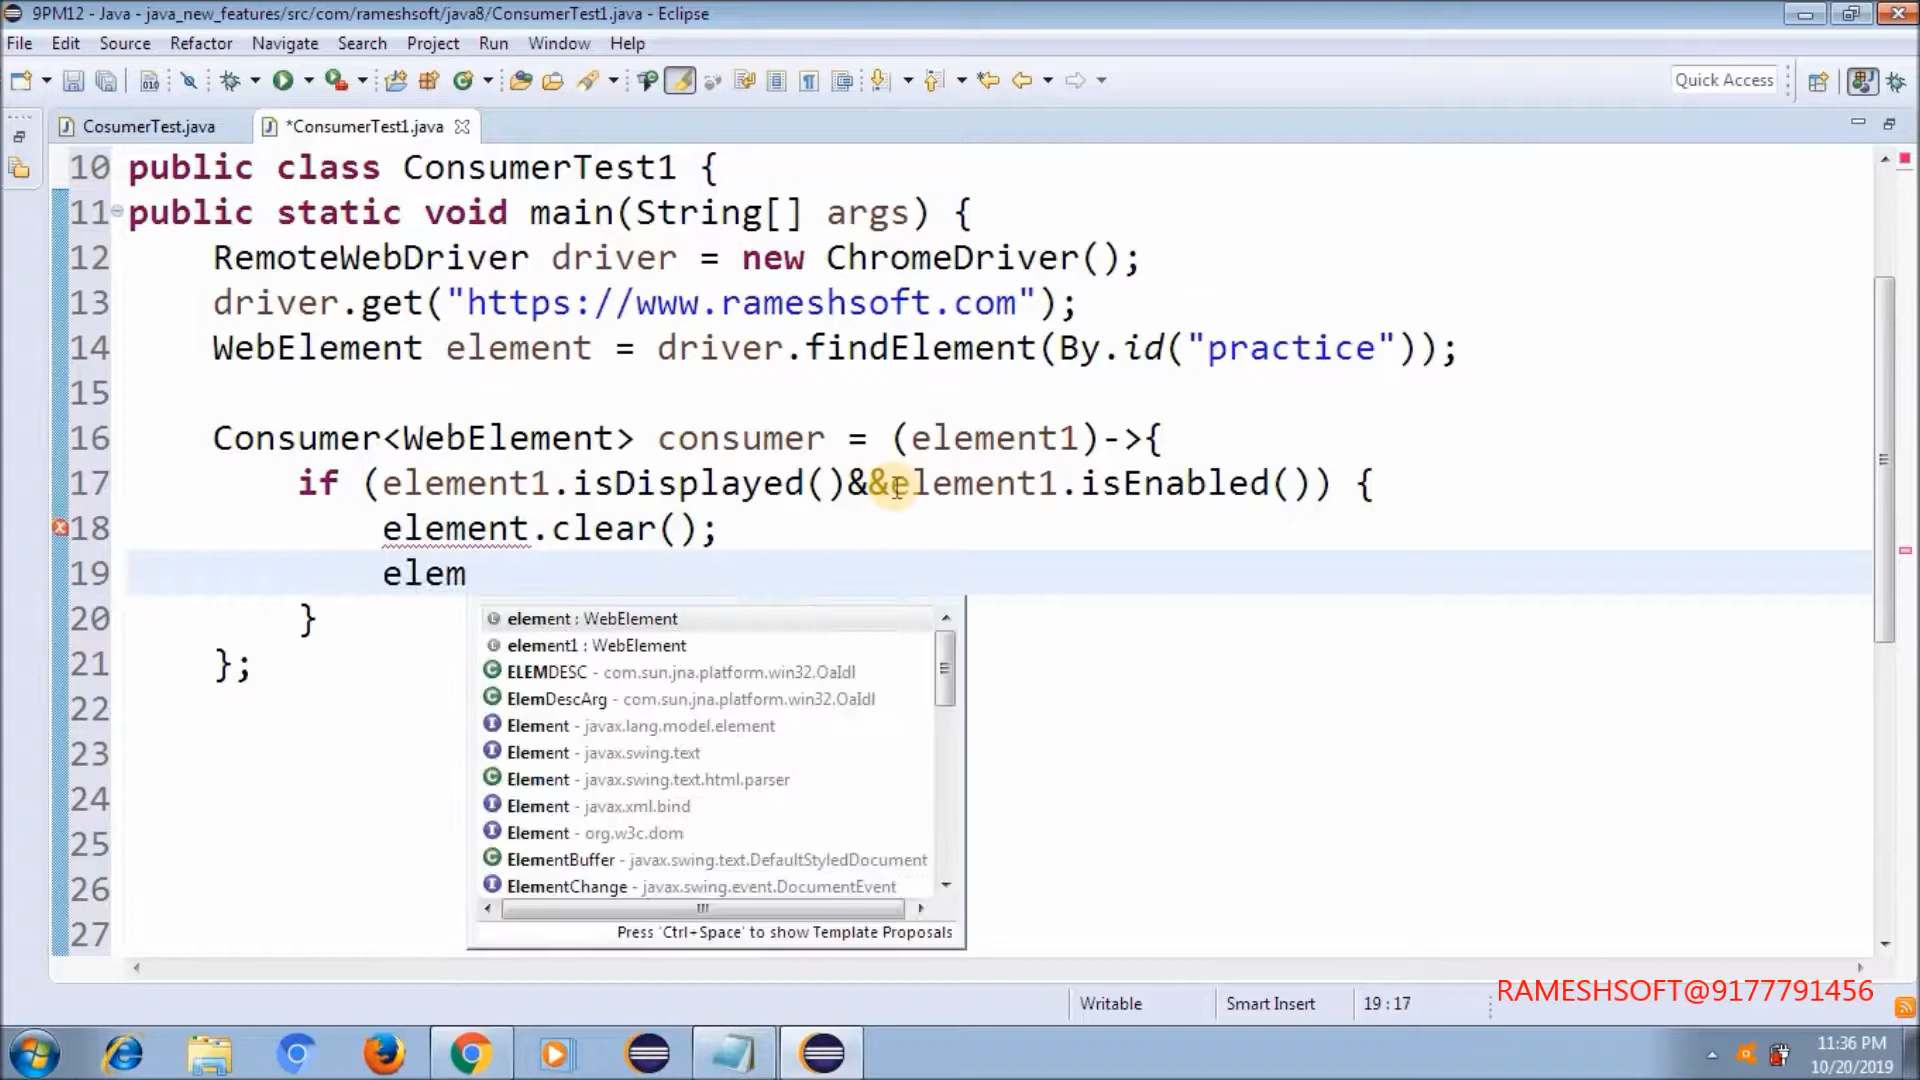 9PM12 - Java - java_new_features/src/com/rameshsoft/java8/ConsumerTest1.java - Eclipse
File Edit Source Refactor Navigate Search Project Run Window Help
Quick Access
CosumerTest.java *ConsumerTest1.java
10 public class ConsumerTest1 {
11 public static void main(String[] args) {
12 RemoteWebDriver driver = new ChromeDriver();
13 driver.get("https://www.rameshsoft.com");
14 WebElement element = driver.findElement(By.id("practice"));
15
16 Consumer<WebElement> consumer = (element1)->{
17 if (element1.isDisplayed()&&element1.isEnabled()) {
18 element.clear();
19 elem
20 }
21 };
22
23
24
25
26
27
element : WebElement
element1 : WebElement
ELEMDESC - com.sun.jna.platform.win32.OaIdl
ElemDescArg - com.sun.jna.platform.win32.OaIdl
Element - javax.lang.model.element
Element - javax.swing.text
Element - javax.swing.text.html.parser
Element - javax.xml.bind
Element - org.w3c.dom
ElementBuffer - javax.swing.text.DefaultStyledDocument
ElementChange - javax.swing.event.DocumentEvent
Press 'Ctrl+Space' to show Template Proposals
Writable Smart Insert 19 : 17
RAMESHSOFT@9177791456
11:36 PM
10/20/2019